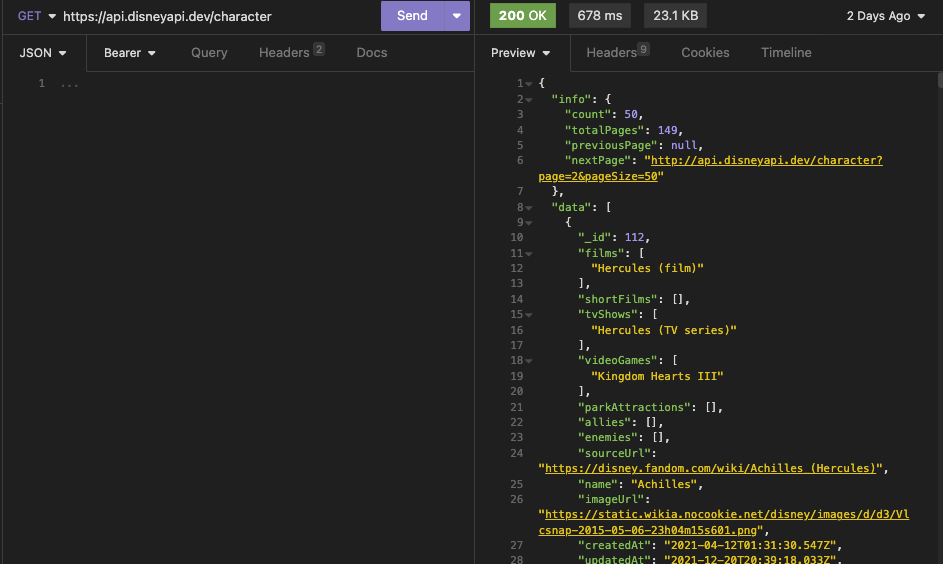 GET https://api.disneyapi.dev/character Send 200 OK 678 ms 23.1 KB 2 Days Ago
JSON Bearer Query Headers 2 Docs Preview Headers 9 Cookies Timeline
1 ...
1 {
2 "info": {
3 "count": 50,
4 "totalPages": 149,
5 "previousPage": null,
6 "nextPage": "http://api.disneyapi.dev/character?
page=2&pageSize=50"
7 },
8 "data": [
9 {
10 "_id": 112,
11 "films": [
12 "Hercules (film)"
13 ],
14 "shortFilms": [],
15 "tvShows": [
16 "Hercules (TV series)"
17 ],
18 "videoGames": [
19 "Kingdom Hearts III"
20 ],
21 "parkAttractions": [],
22 "allies": [],
23 "enemies": [],
24 "sourceUrl":
"https://disney.fandom.com/wiki/Achilles_(Hercules)",
25 "name": "Achilles",
26 "imageUrl":
"https://static.wikia.nocookie.net/disney/images/d/d3/Vl
csnap-2015-05-06-23h04m15s601.png",
27 "createdAt": "2021-04-12T01:31:30.547Z",
28 "updatedAt": "2021-12-20T20:39:18.033Z",